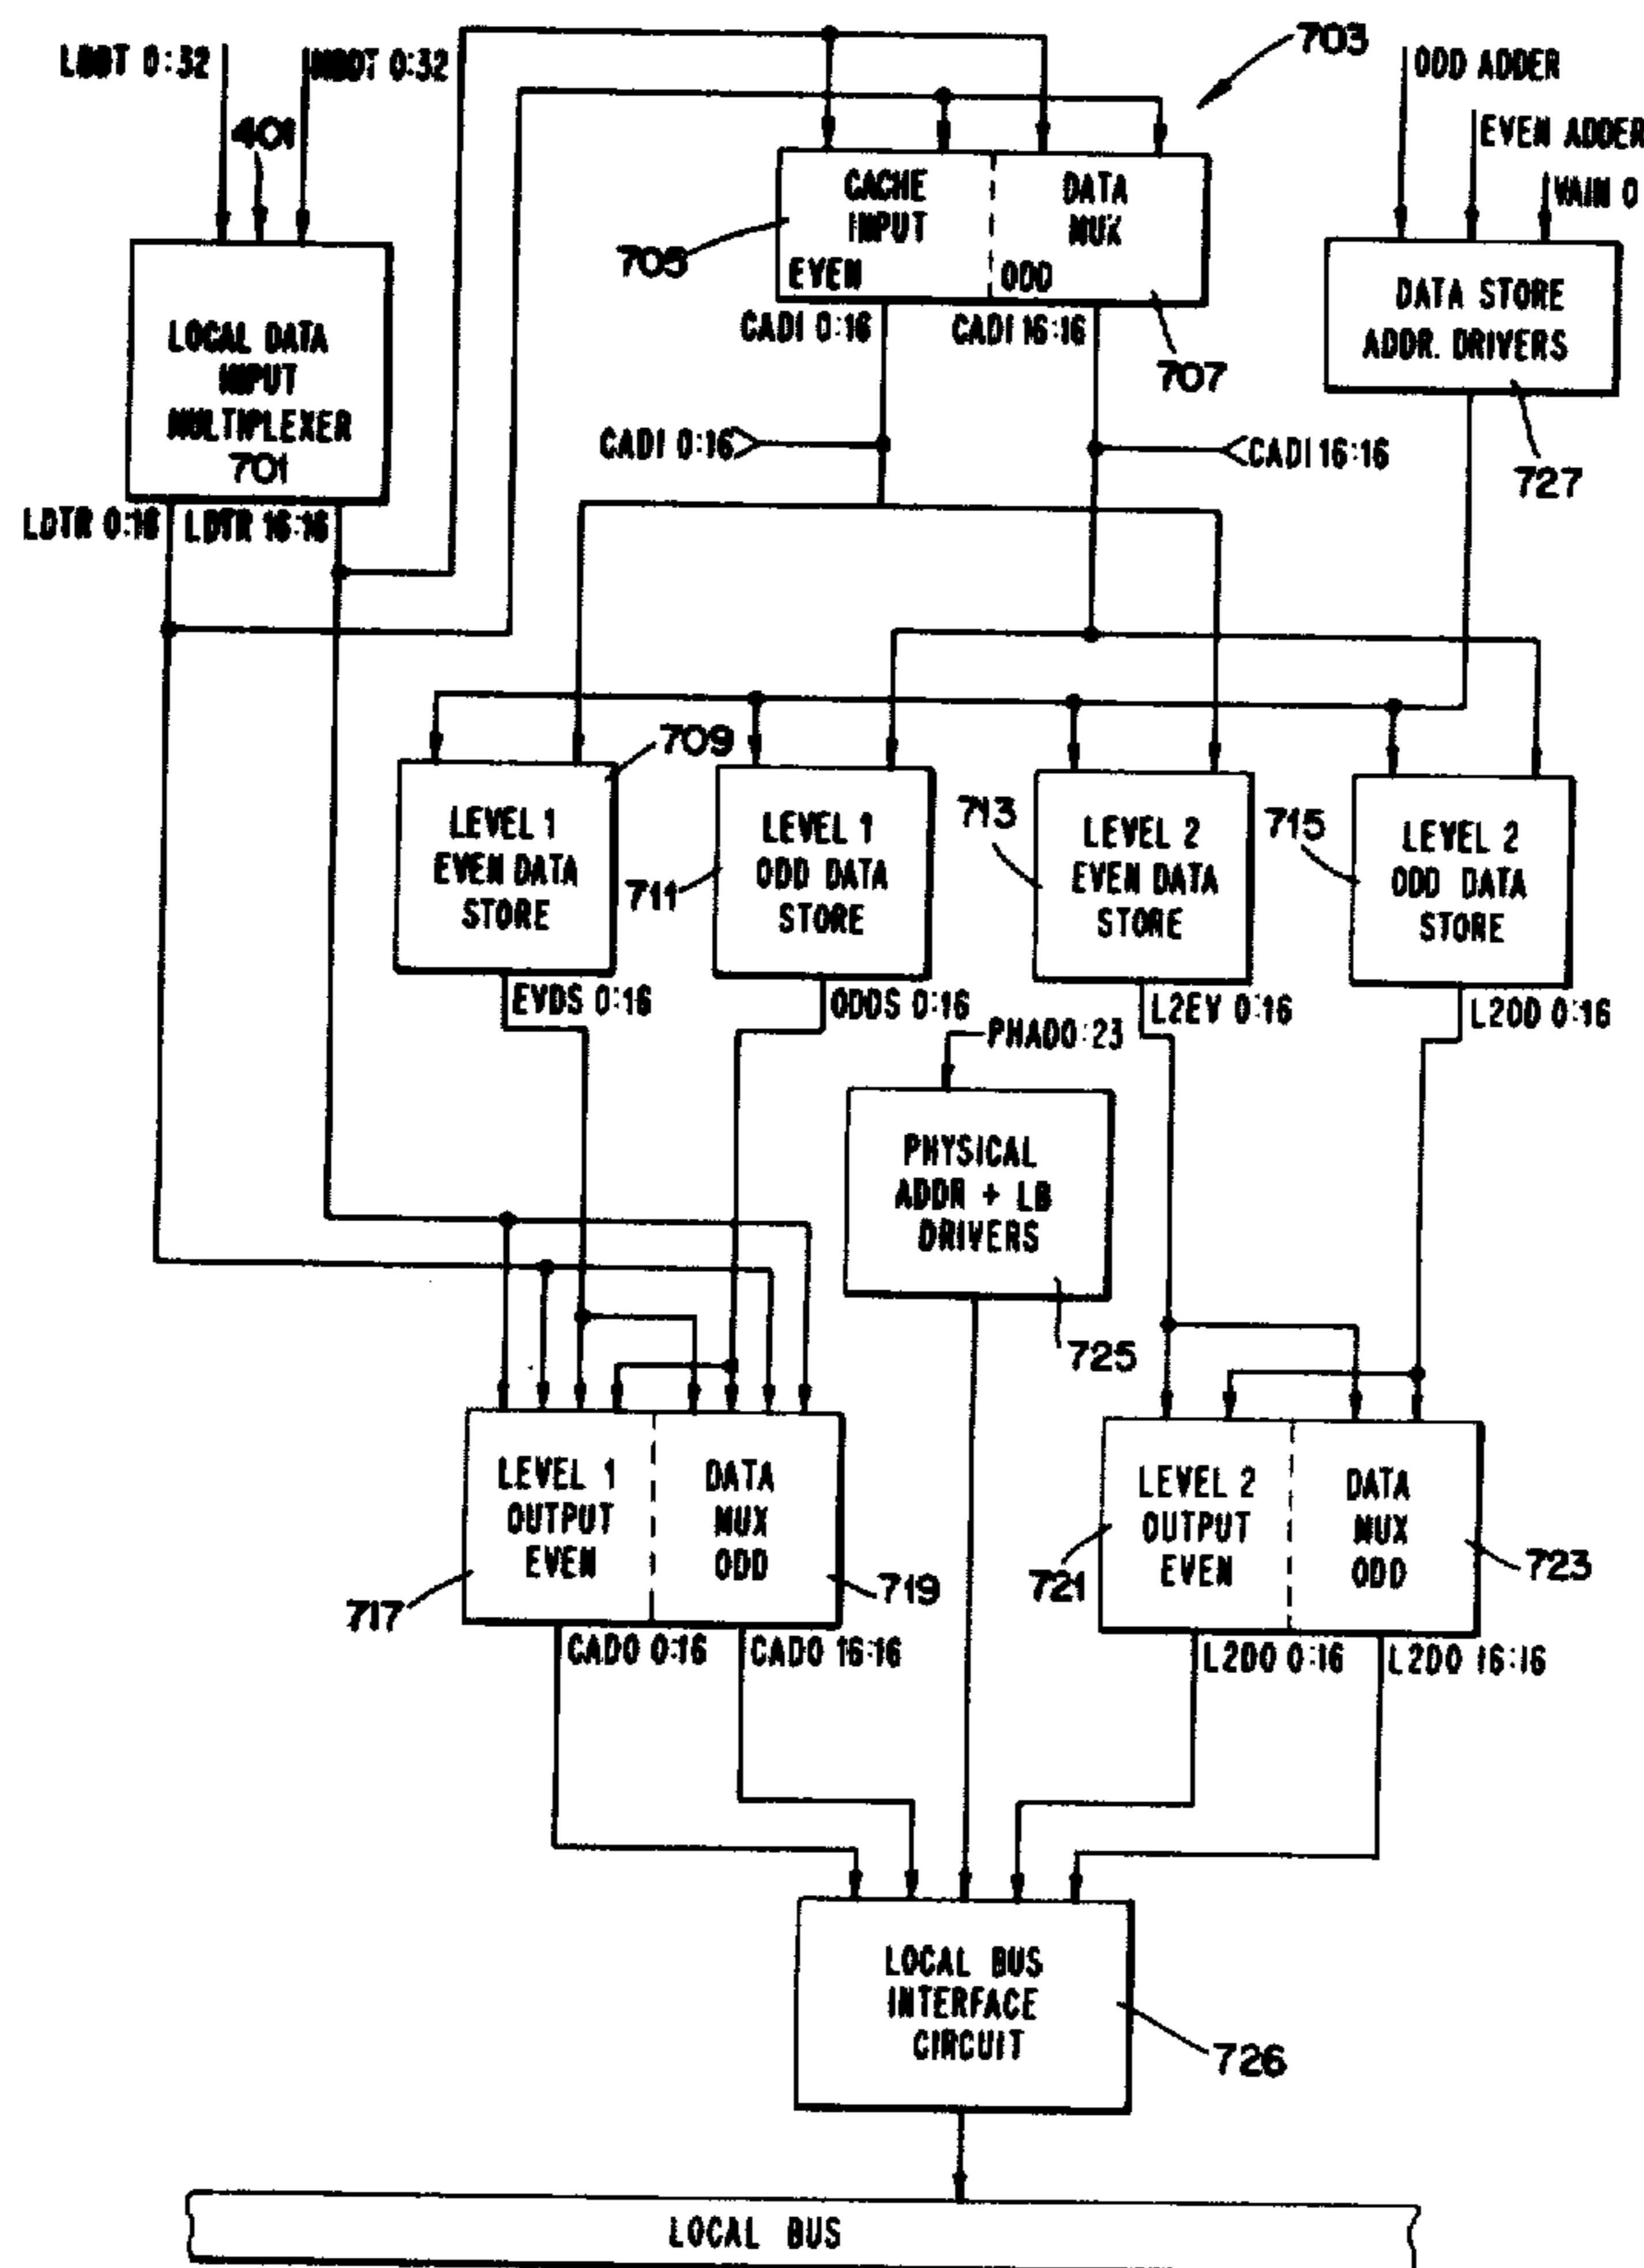 0:32
0:32
401
703
ODD ADDER
EVEN ADDER
CACHE
INPUT
EVEN
DATA
MUX
ODD
705
707
DATA STORE
ADDR. DRIVERS
727
LOCAL DATA
INPUT
MULTIPLEXER
701
CADI 0:16
CADI 16:16
CADI 0:16
CADI 16:16
LDTR 0:16
LDTR 16:16
709
LEVEL 1
EVEN DATA
STORE
711
LEVEL 1
ODD DATA
STORE
713
LEVEL 2
EVEN DATA
STORE
715
LEVEL 2
ODD DATA
STORE
EVDS 0:16
ODDS 0:16
L2EV 0:16
L2OD 0:16
PHAD0:23
PHYSICAL
ADDR + LB
DRIVERS
725
LEVEL 1
OUTPUT
EVEN
DATA
MUX
ODD
717
719
LEVEL 2
OUTPUT
EVEN
DATA
MUX
ODD
721
723
CADO 0:16
CADO 16:16
L2DO 0:16
L2DO 16:16
LOCAL BUS
INTERFACE
CIRCUIT
726
LOCAL BUS